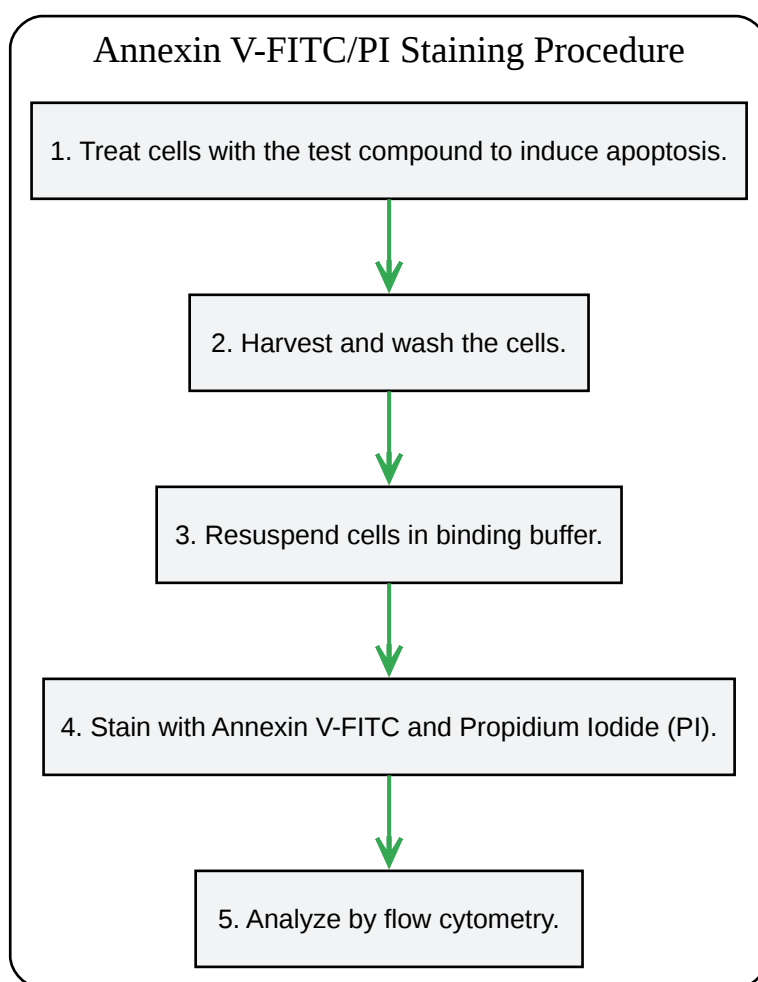 Annexin V-FITC/PI Staining Procedure
1. Treat cells with the test compound to induce apoptosis.
2. Harvest and wash the cells.
3. Resuspend cells in binding buffer.
4. Stain with Annexin V-FITC and Propidium Iodide (PI).
5. Analyze by flow cytometry.